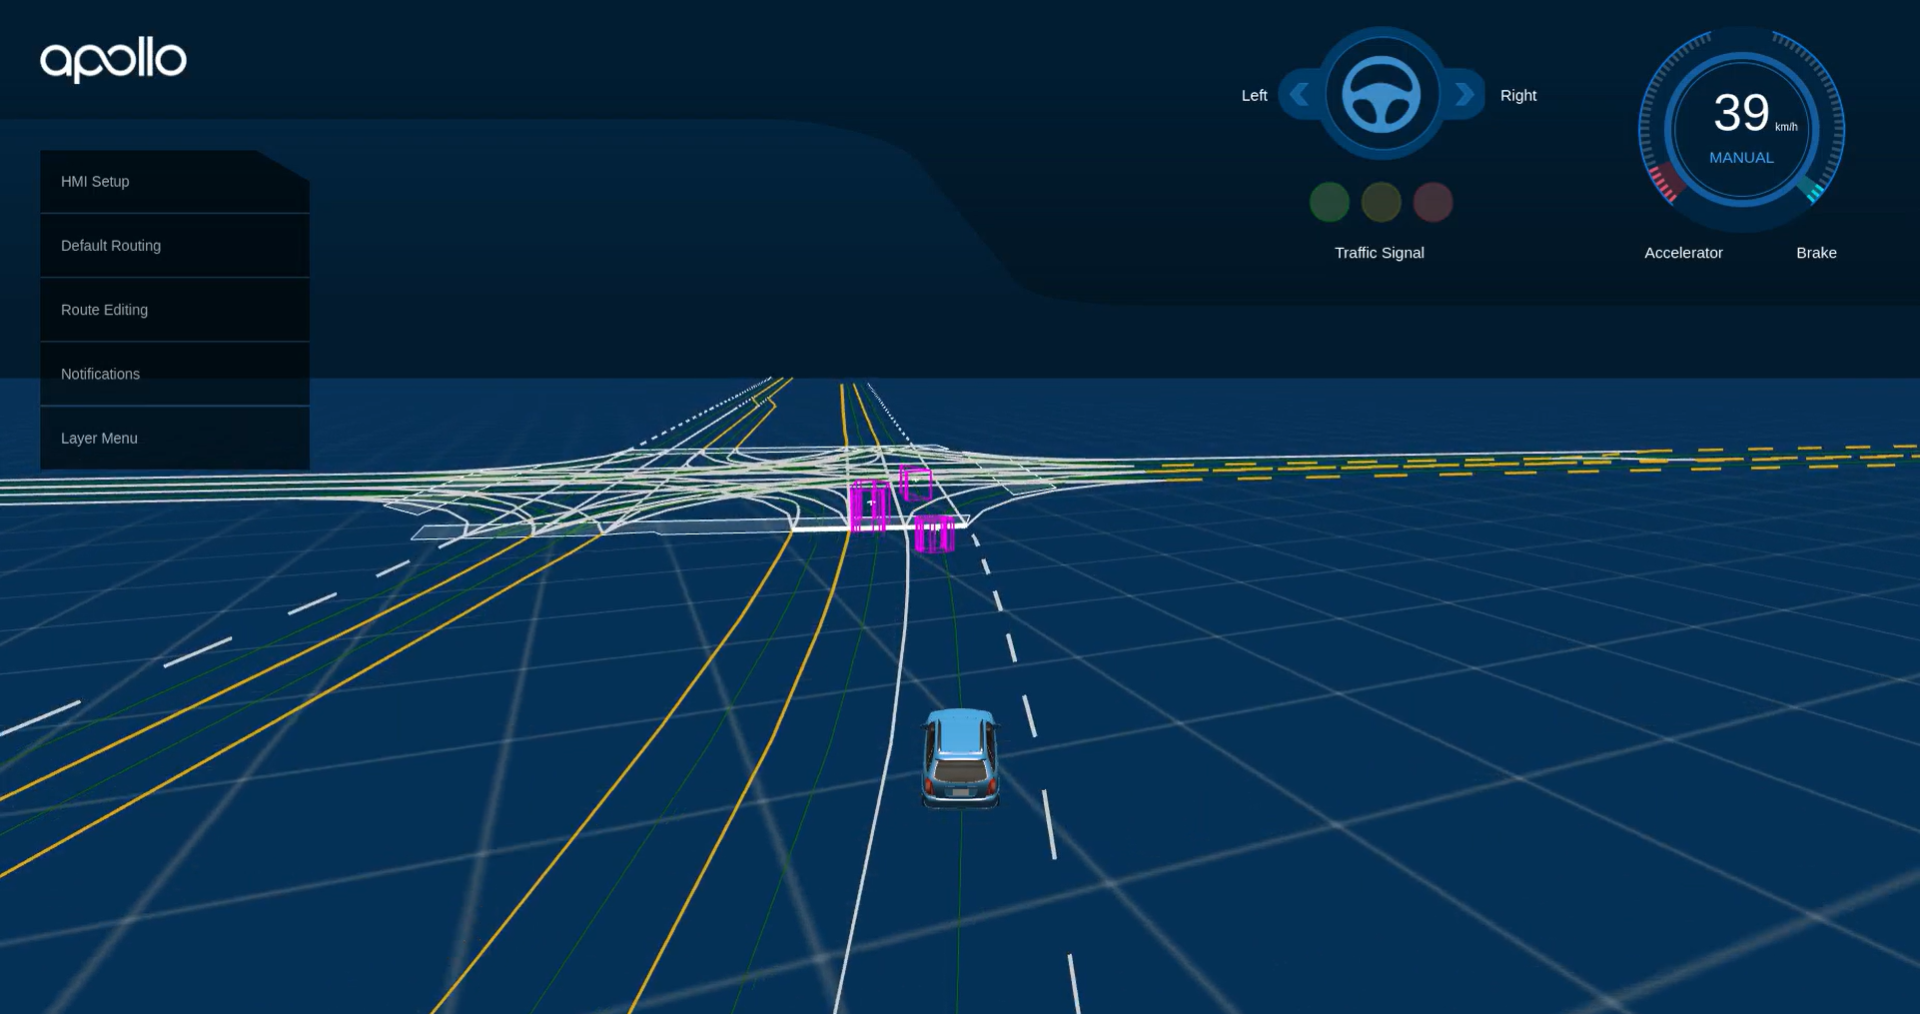 apollo
Left
Right
39 km/h
MANUAL
Traffic Signal
Accelerator
Brake
HMI Setup
Default Routing
Route Editing
Notifications
Layer Menu